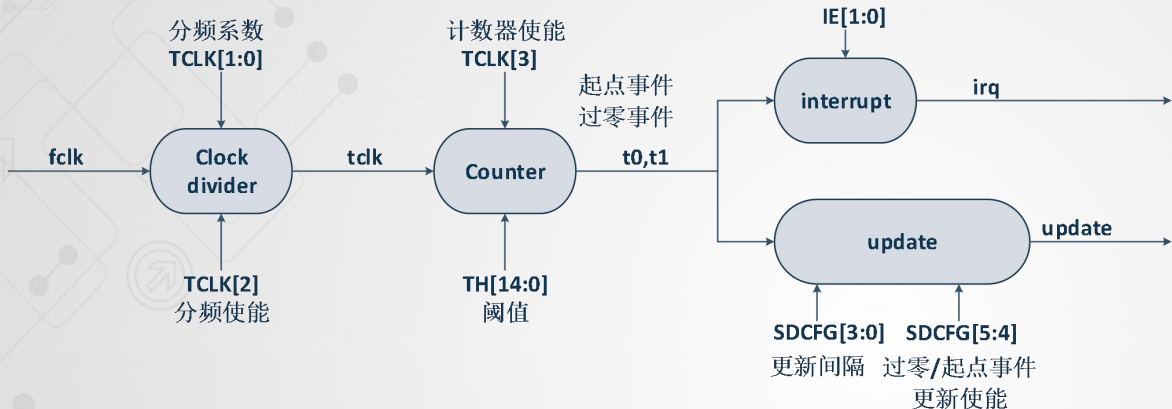 分频系数
TCLK[1:0]
计数器使能
TCLK[3]
起点事件
过零事件
IE[1:0]
interrupt
irq
fclk
Clock
divider
tclk
Counter
t0,t1
update
update
TCLK[2]
分频使能
TH[14:0]
阈值
SDCFG[3:0]
更新间隔
SDCFG[5:4]
过零/起点事件
更新使能